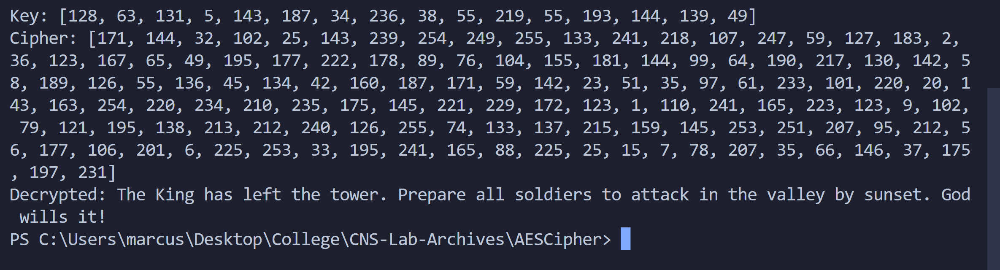 Key: [128, 63, 131, 5, 143, 187, 34, 236, 38, 55, 219, 55, 193, 144, 139, 49]
Cipher: [171, 144, 32, 102, 25, 143, 239, 254, 249, 255, 133, 241, 218, 107, 247, 59, 127, 183, 2,
36, 123, 167, 65, 49, 195, 177, 222, 178, 89, 76, 104, 155, 181, 144, 99, 64, 190, 217, 130, 142, 5
8, 189, 126, 55, 136, 45, 134, 42, 160, 187, 171, 59, 142, 23, 51, 35, 97, 61, 233, 101, 220, 20, 1
43, 163, 254, 220, 234, 210, 235, 175, 145, 221, 229, 172, 123, 1, 110, 241, 165, 223, 123, 9, 102,
 79, 121, 195, 138, 213, 212, 240, 126, 255, 74, 133, 137, 215, 159, 145, 253, 251, 207, 95, 212, 5
6, 177, 106, 201, 6, 225, 253, 33, 195, 241, 165, 88, 225, 25, 15, 7, 78, 207, 35, 66, 146, 37, 175
, 197, 231]
Decrypted: The King has left the tower. Prepare all soldiers to attack in the valley by sunset. God
 wills it!
PS C:\Users\marcus\Desktop\College\CNS-Lab-Archives\AESCipher>